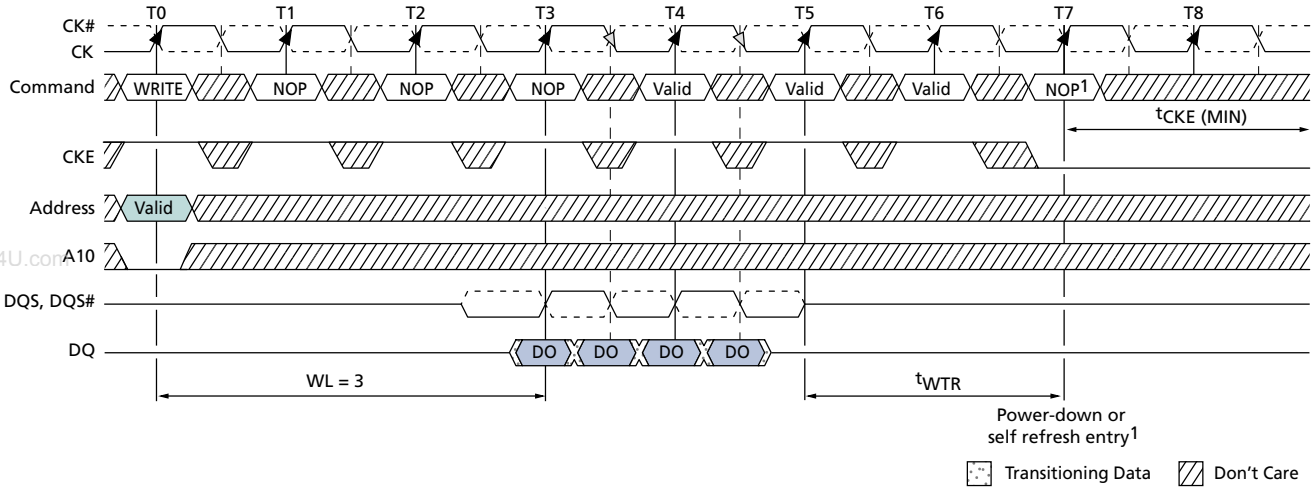 T0 T1 T2 T3 T4 T5 T6 T7 T8
CK#
CK
Command WRITE NOP NOP NOP Valid Valid Valid NOP1
tCKE (MIN)
CKE
Address Valid
4U.com
A10
DQS, DQS#
DQ DO DO DO DO
WL = 3 tWTR
Power-down or
self refresh entry1
Transitioning Data Don't Care